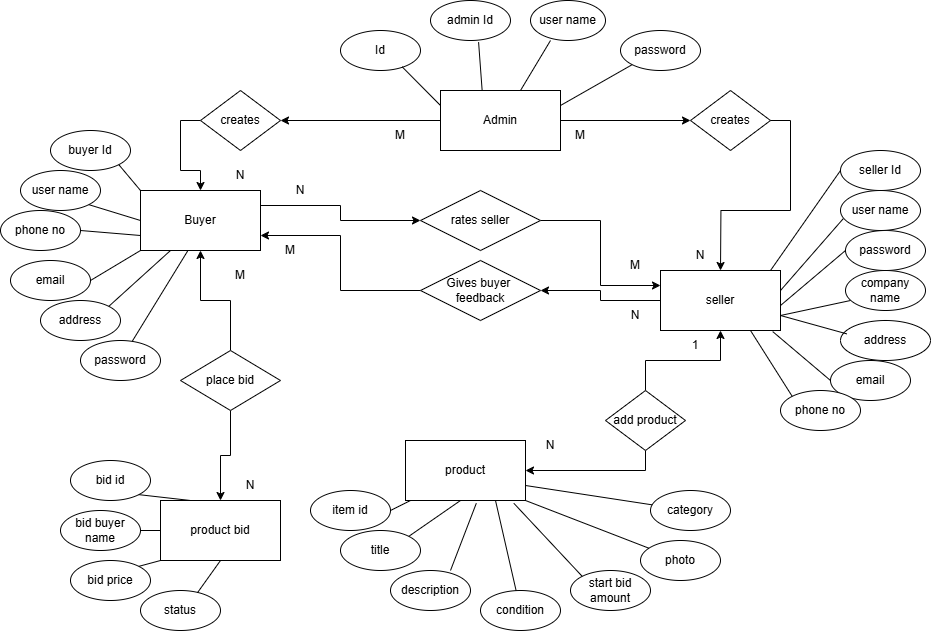 admin Id
user name
Id
password
creates
Admin
creates
M
M
buyer Id
N
seller Id
user name
N
user name
Buyer
rates seller
phone no
password
M
N
M
email
M
Gives buyer
feedback
company
name
seller
address
N
address
1
password
place bid
email
add product
phone no
N
product
bid id
N
item id
category
bid buyer
name
product bid
title
photo
bid price
description
start bid
amount
status
condition